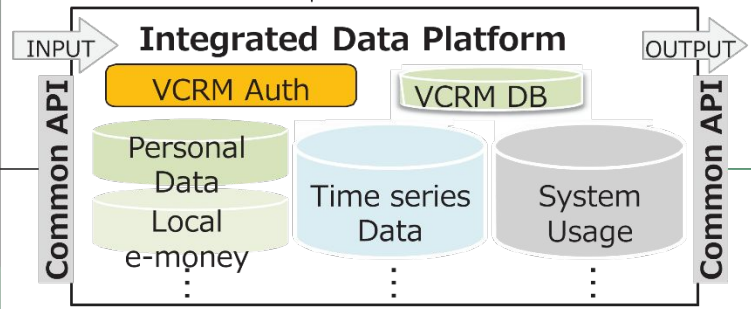 INPUT
Integrated Data Platform
OUTPUT
Common API
VCRM Auth
VCRM DB
Personal
Data
Local
e-money
Time series
Data
System
Usage
Common API